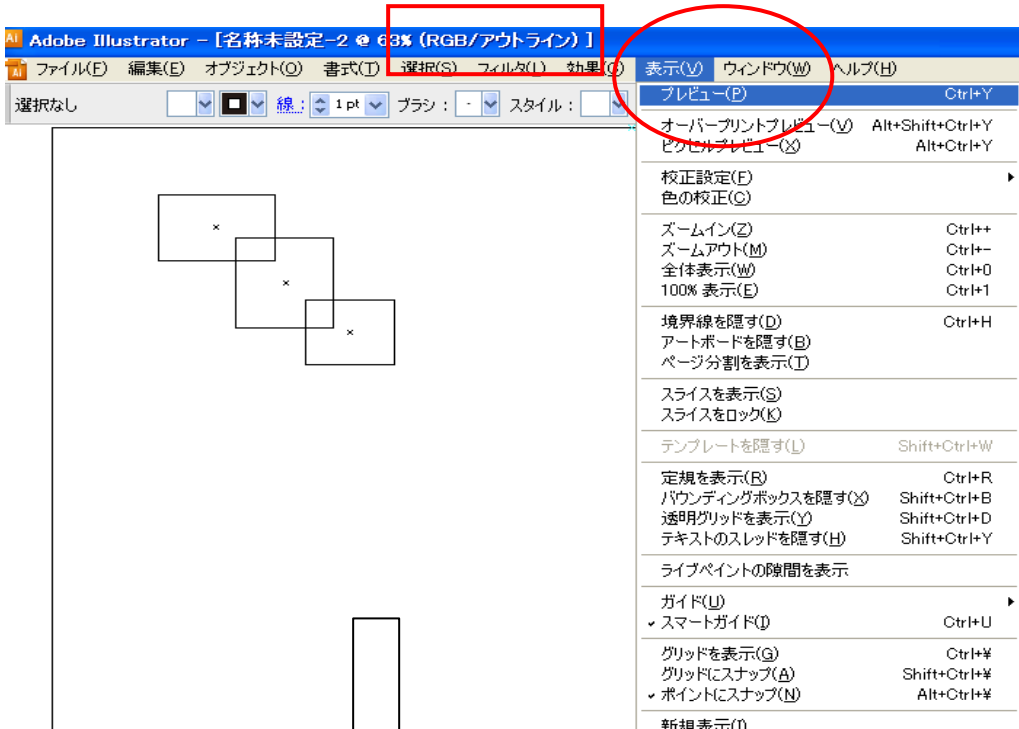 Ai Adobe Illustrator - [名称未設定-2 @ 63% (RGB/アウトライン) ]
ファイル(F) 編集(E) オブジェクト(O) 書式(T) 選択(S) フィルタ(L) 効果(C) 表示(V) ウィンドウ(W) ヘルプ(H)
選択なし 線 : 1 pt ブラシ : - スタイル :
プレビュー(P) Ctrl+Y
オーバープリントプレビュー(V) Alt+Shift+Ctrl+Y
ピクセルプレビュー(X) Alt+Ctrl+Y
校正設定(F)
色の校正(C)
ズームイン(Z) Ctrl++
ズームアウト(M) Ctrl+-
全体表示(W) Ctrl+0
100% 表示(E) Ctrl+1
境界線を隠す(D) Ctrl+H
アートボードを隠す(B)
ページ分割を表示(T)
スライスを表示(S)
スライスをロック(K)
テンプレートを隠す(L) Shift+Ctrl+W
定規を表示(R) Ctrl+R
バウンディングボックスを隠す(X) Shift+Ctrl+B
透明グリッドを表示(Y) Shift+Ctrl+D
テキストのスレッドを隠す(H) Shift+Ctrl+Y
ライブペイントの隙間を表示
ガイド(U)
スマートガイド(I) Ctrl+U
グリッドを表示(G) Ctrl+¥
グリッドにスナップ(A) Shift+Ctrl+¥
ポイントにスナップ(N) Alt+Ctrl+¥
新規表示(I)